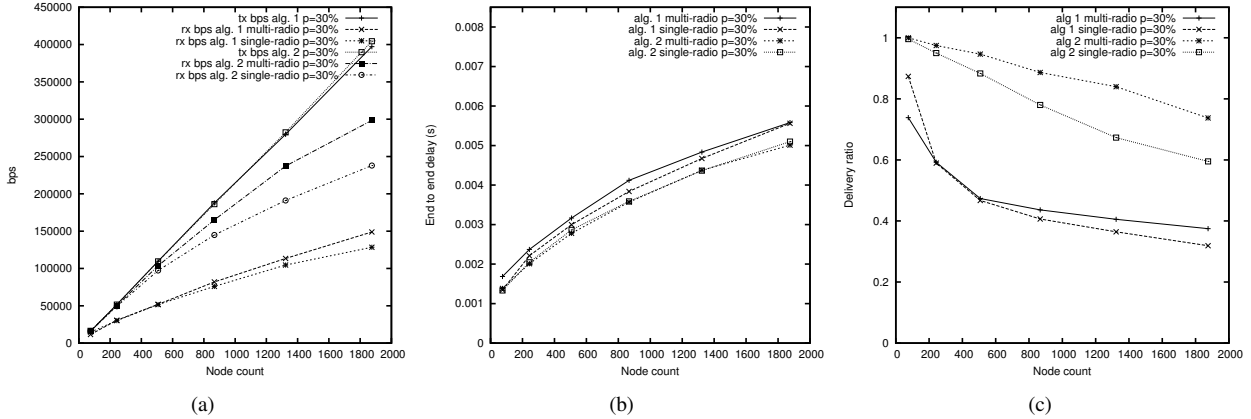 450000
400000
350000
300000
250000
200000
150000
100000
50000
0
bps
0 200 400 600 800 1000 1200 1400 1600 1800 2000
Node count
tx bps alg. 1 p=30%
rx bps alg. 1 multi-radio p=30%
rx bps alg. 1 single-radio p=30%
tx bps alg. 2 p=30%
rx bps alg. 2 multi-radio p=30%
rx bps alg. 2 single-radio p=30%
(a)
0.008
0.007
0.006
0.005
0.004
0.003
0.002
0.001
0.000
End to end delay (s)
0 200 400 600 800 1000 1200 1400 1600 1800 2000
Node count
alg. 1 multi-radio p=30%
alg. 1 single-radio p=30%
alg. 2 multi-radio p=30%
alg. 2 single-radio p=30%
(b)
1
0.8
0.6
0.4
0.2
0
Delivery ratio
0 200 400 600 800 1000 1200 1400 1600 1800 2000
Node count
alg 1 multi-radio p=30%
alg 1 single-radio p=30%
alg 2 multi-radio p=30%
alg 2 single-radio p=30%
(c)